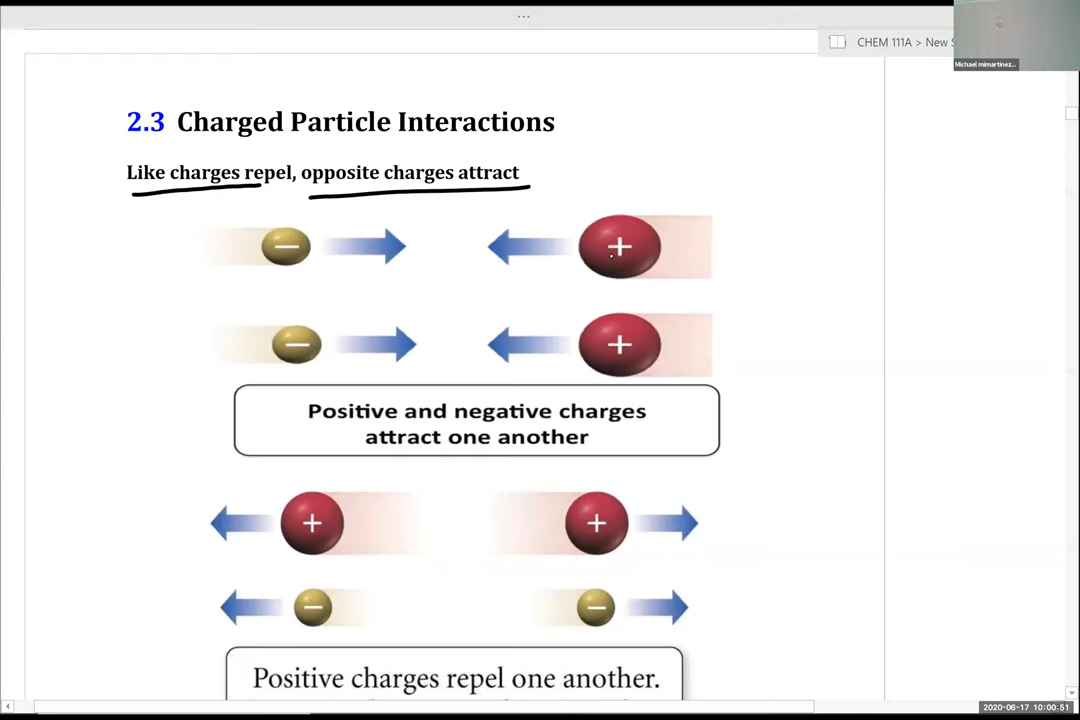 ...
CHEM 111A > New S
Michael mimartinez...
2.3 Charged Particle Interactions
Like charges repel, opposite charges attract
− +
− +
Positive and negative charges
attract one another
+ +
− −
Positive charges repel one another.
2020-06-17 10:00:51